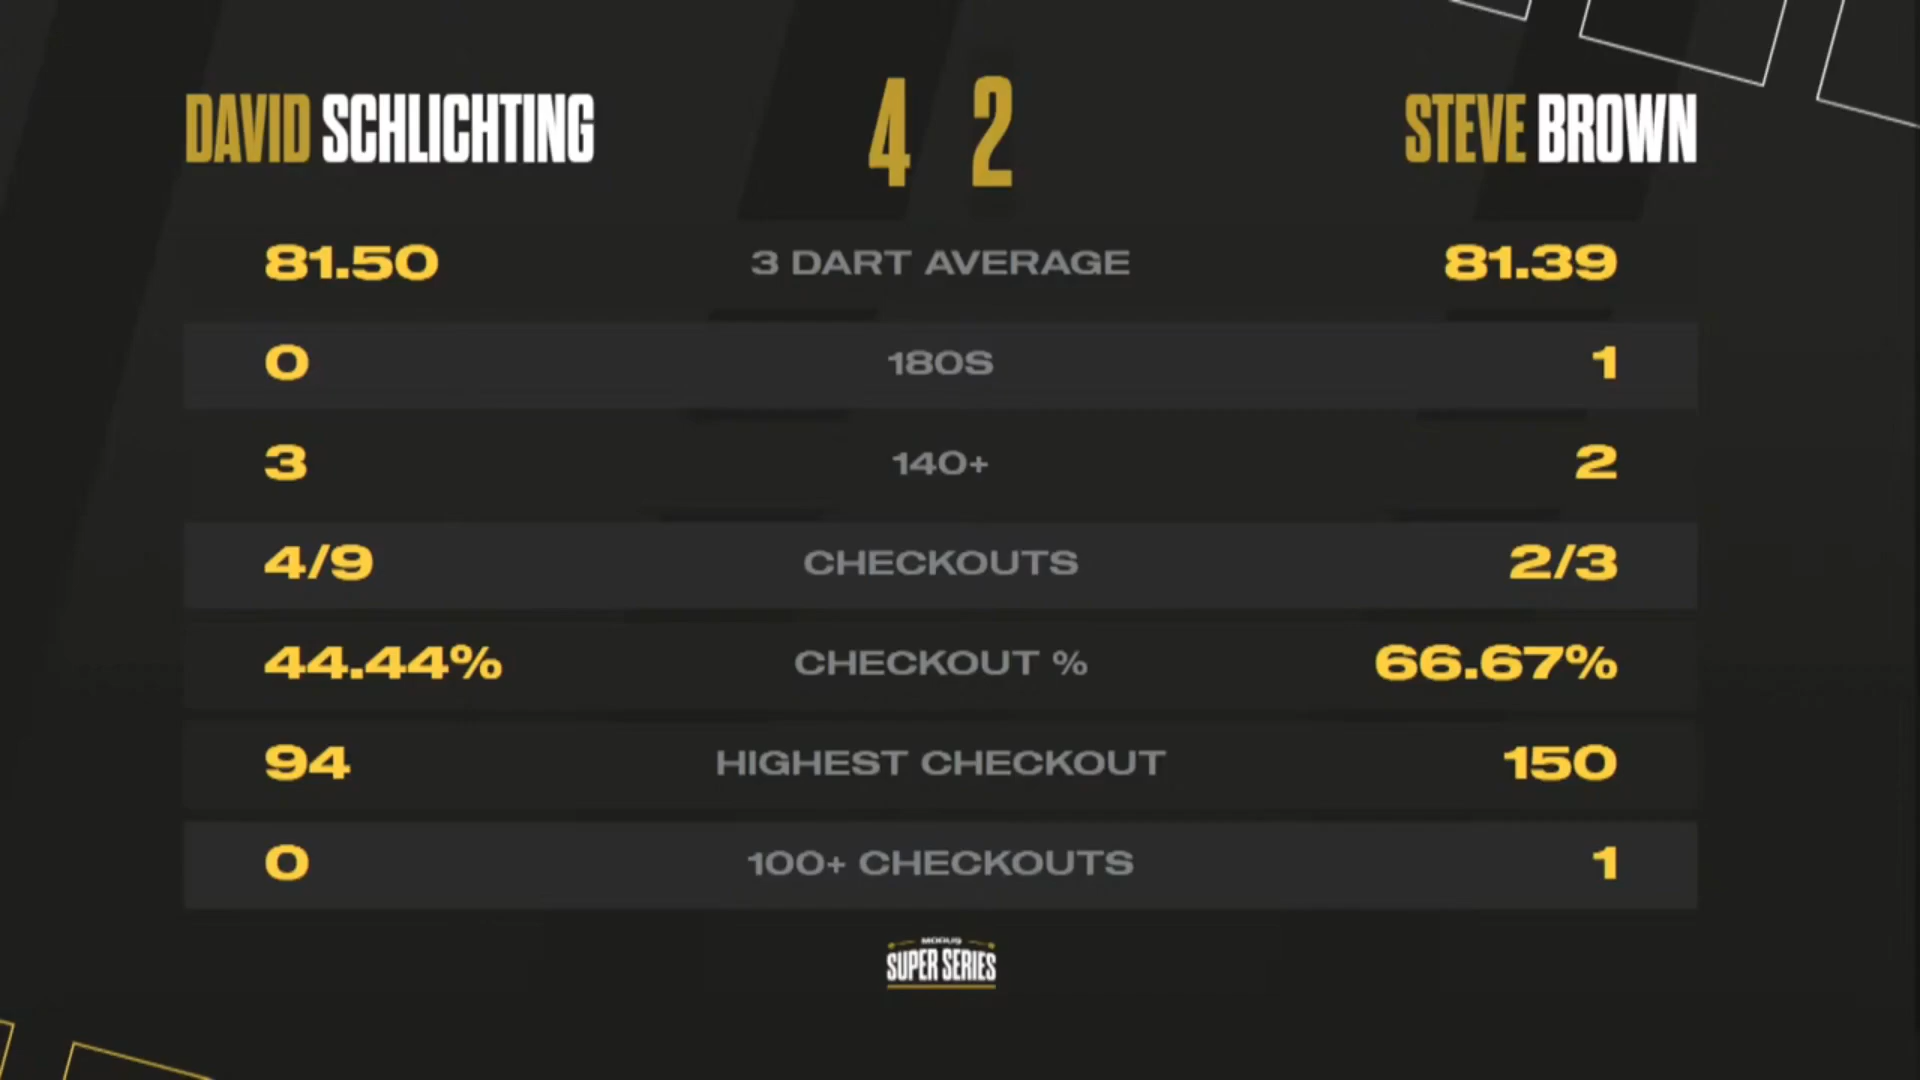 DAVID SCHLICHTING 4 2 STEVE BROWN
81.50 3 DART AVERAGE 81.39
0 180S 1
3 140+ 2
4/9 CHECKOUTS 2/3
44.44% CHECKOUT % 66.67%
94 HIGHEST CHECKOUT 150
0 100+ CHECKOUTS 1
MODUS
SUPER SERIES